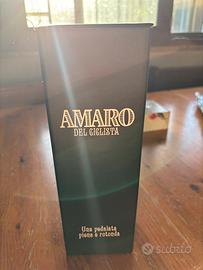 AMARO
DEL CICLISTA
Una pedalata
piena e rotonda
subito